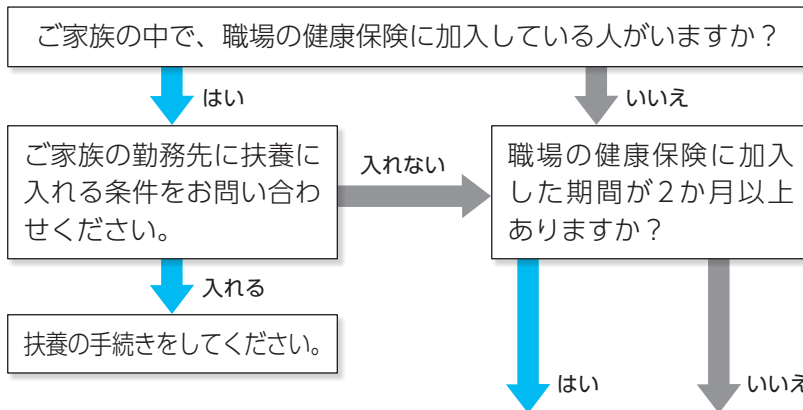 ご家族の中で、職場の健康保険に加入している人がいますか？
はい
いいえ
ご家族の勤務先に扶養に
入れる条件をお問い合わ
せください。
入れない
職場の健康保険に加入
した期間が２か月以上
ありますか？
入れる
扶養の手続きをしてください。
はい
いいえ